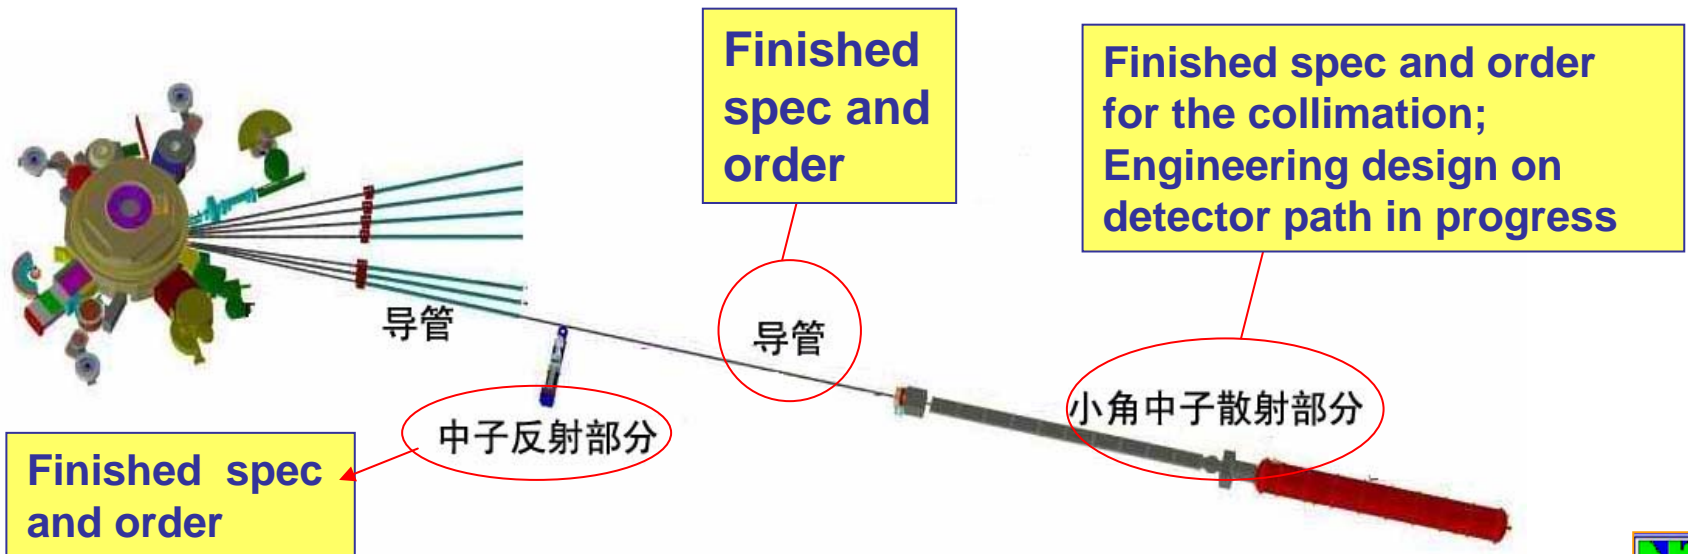 Finished
spec and
order
Finished spec and order
for the collimation;
Engineering design on
detector path in progress
导管
导管
小角中子散射部分
中子反射部分
Finished spec
and order